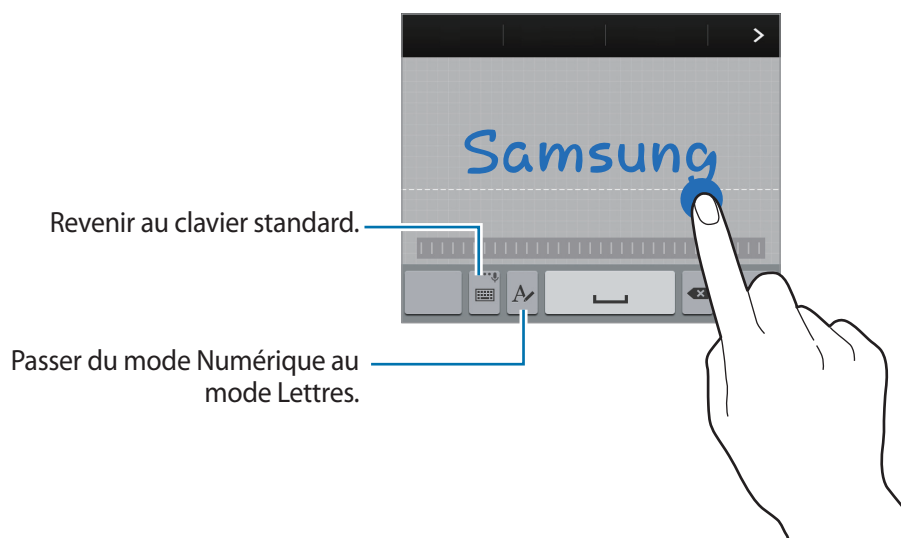 Samsung
Revenir au clavier standard.
Passer du mode Numérique au
mode Lettres.